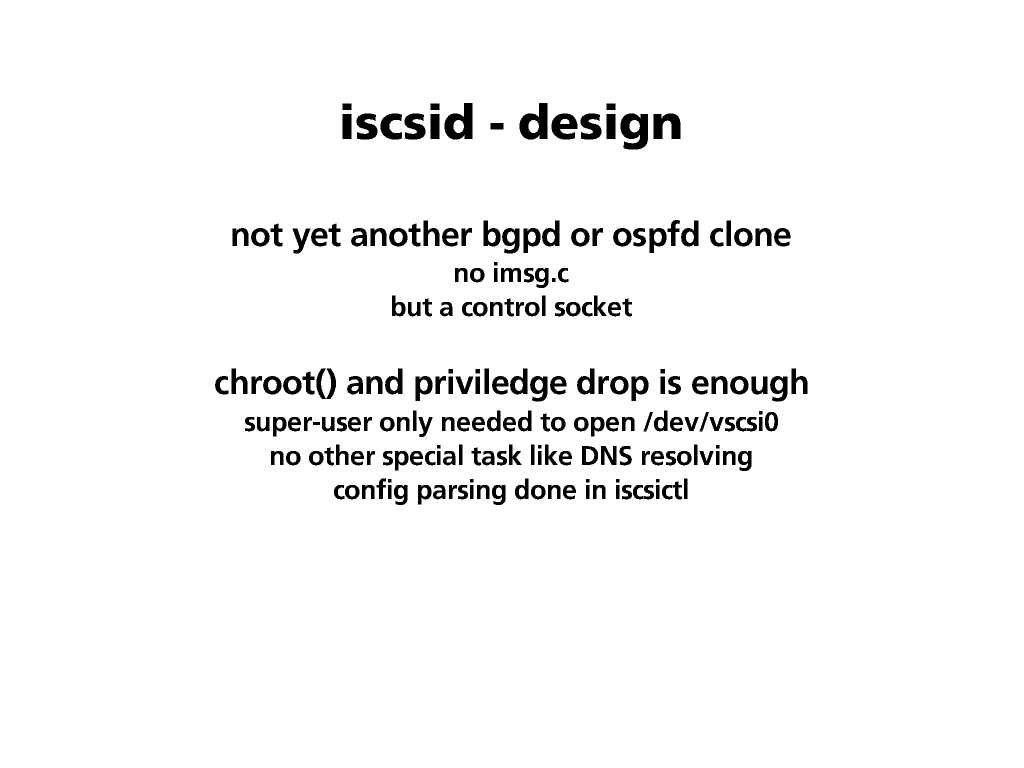 iscsid - design
not yet another bgpd or ospfd clone
no imsg.c
but a control socket
chroot() and priviledge drop is enough
super-user only needed to open /dev/vscsi0
no other special task like DNS resolving
config parsing done in iscsictl